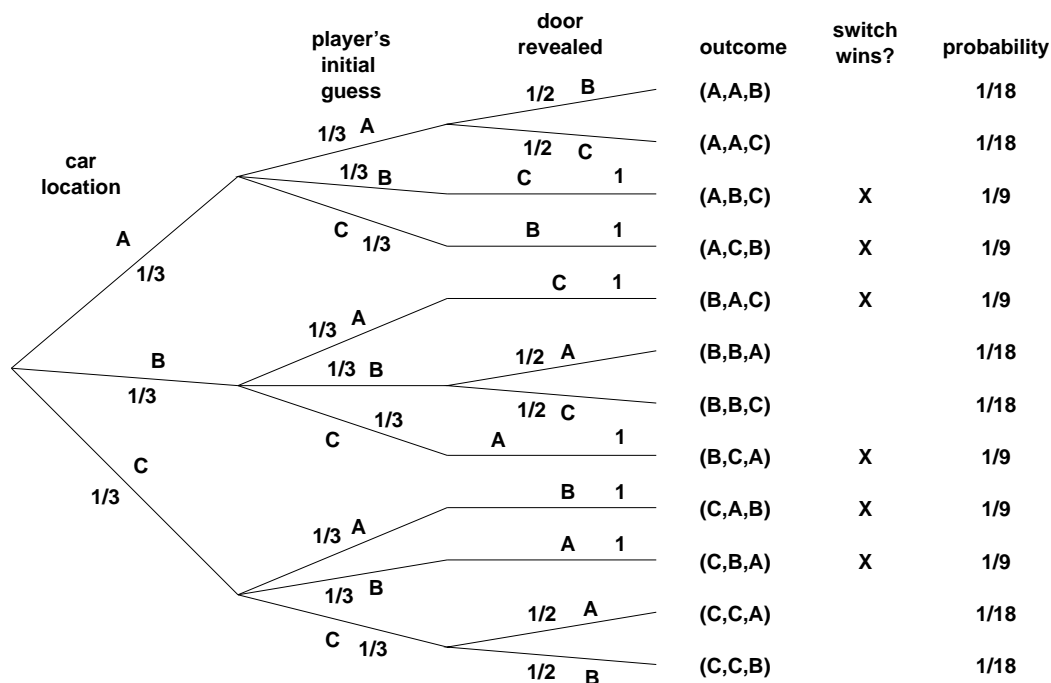 car
location
player's
initial
guess
door
revealed
outcome
switch
wins?
probability
A
1/3
B
1/3
C
1/3
1/3 A
1/3 B
C 1/3
1/3 A
1/3 B
1/3
C
1/3 A
1/3 B
C 1/3
1/2 B
1/2 C
C 1
B 1
C 1
1/2 A
1/2 C
A 1
B 1
A 1
1/2 A
1/2 B
(A,A,B) 1/18
(A,A,C) 1/18
(A,B,C) X 1/9
(A,C,B) X 1/9
(B,A,C) X 1/9
(B,B,A) 1/18
(B,B,C) 1/18
(B,C,A) X 1/9
(C,A,B) X 1/9
(C,B,A) X 1/9
(C,C,A) 1/18
(C,C,B) 1/18